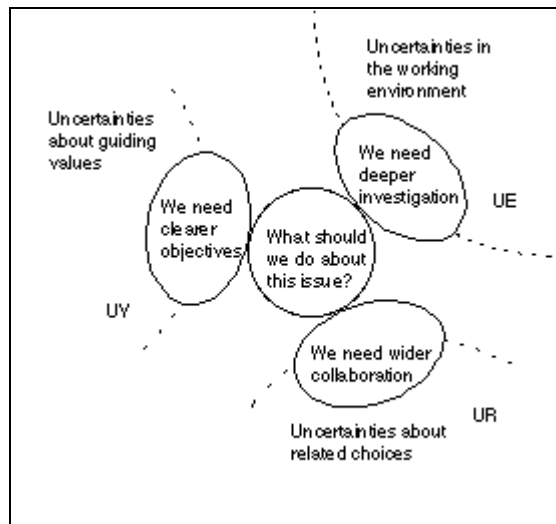 Uncertainties in
the working
environment
Uncertainties
about guiding
values
We need
deeper
investigation
UE
We need
clearer
objectives
What should
we do about
this issue?
UY
We need wider
collaboration
UR
Uncertainties about
related choices